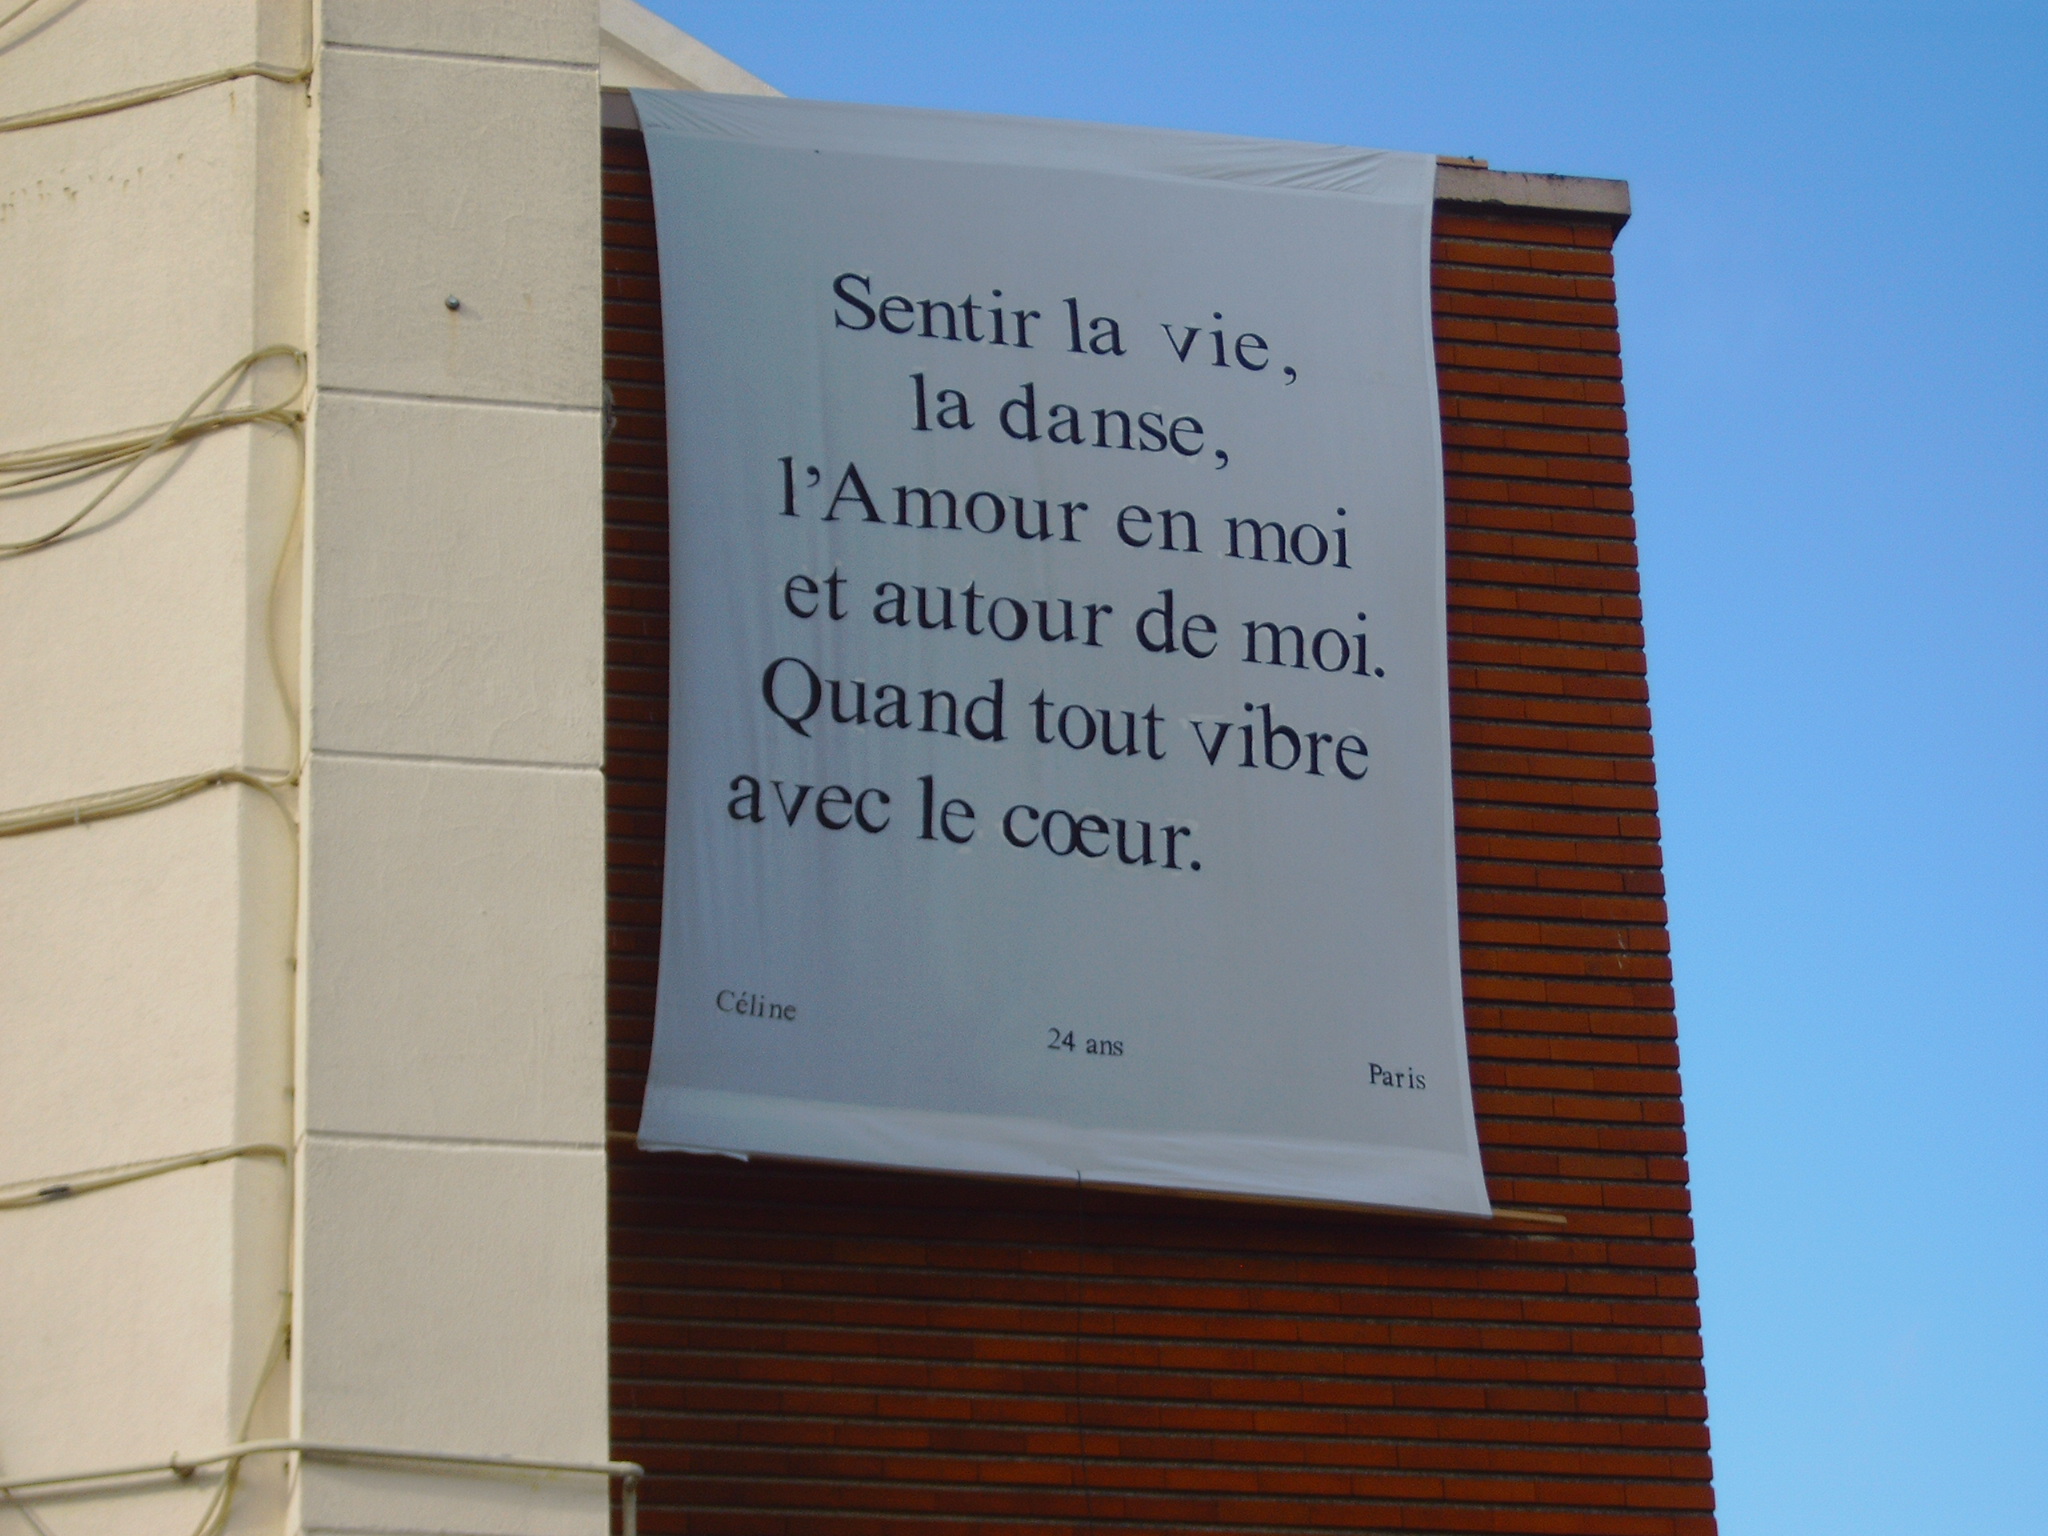 Sentir la vie,
la danse,
l’Amour en moi
et autour de moi.
Quand tout vibre
avec le cœur.
Céline
24 ans
Paris